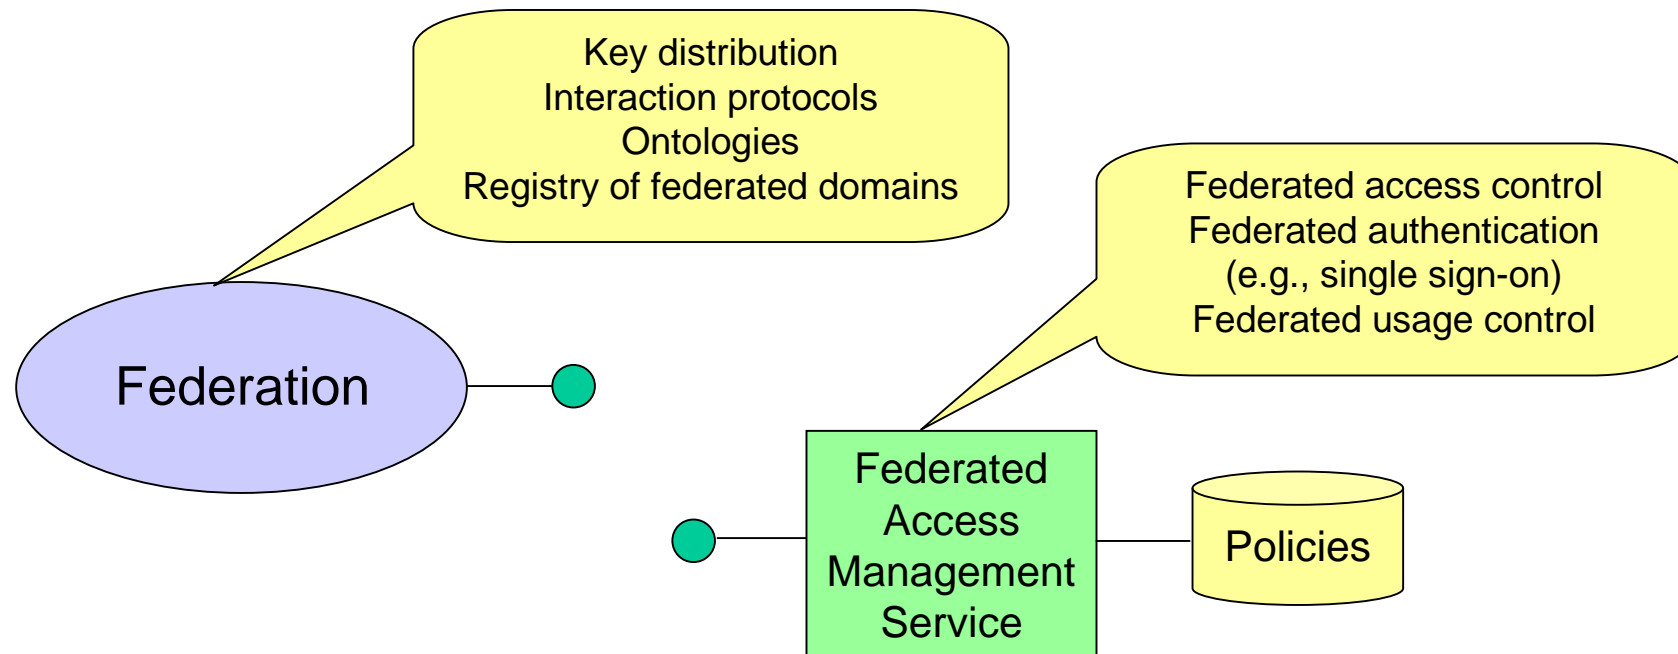 Key distribution
Interaction protocols
Ontologies
Registry of federated domains
Federated access control
Federated authentication
(e.g., single sign-on)
Federated usage control
Federation
Federated
Access
Management
Service
Policies